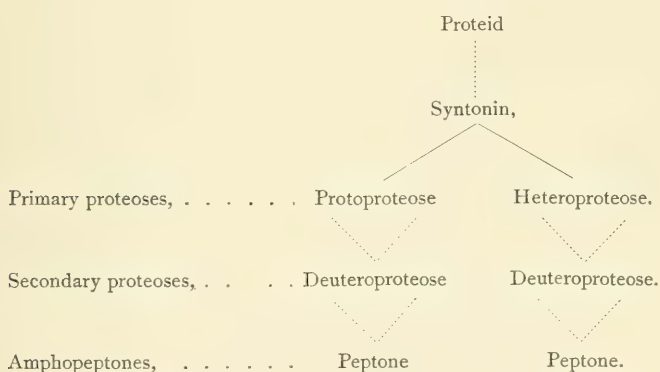 Proteid
Syntonin,
Primary proteoses, . . . . . . Protoproteose Heteroproteose.
Secondary proteoses, . . . . Deuteroproteose Deuteroproteose.
Amphopeptones, . . . . . . Peptone Peptone.